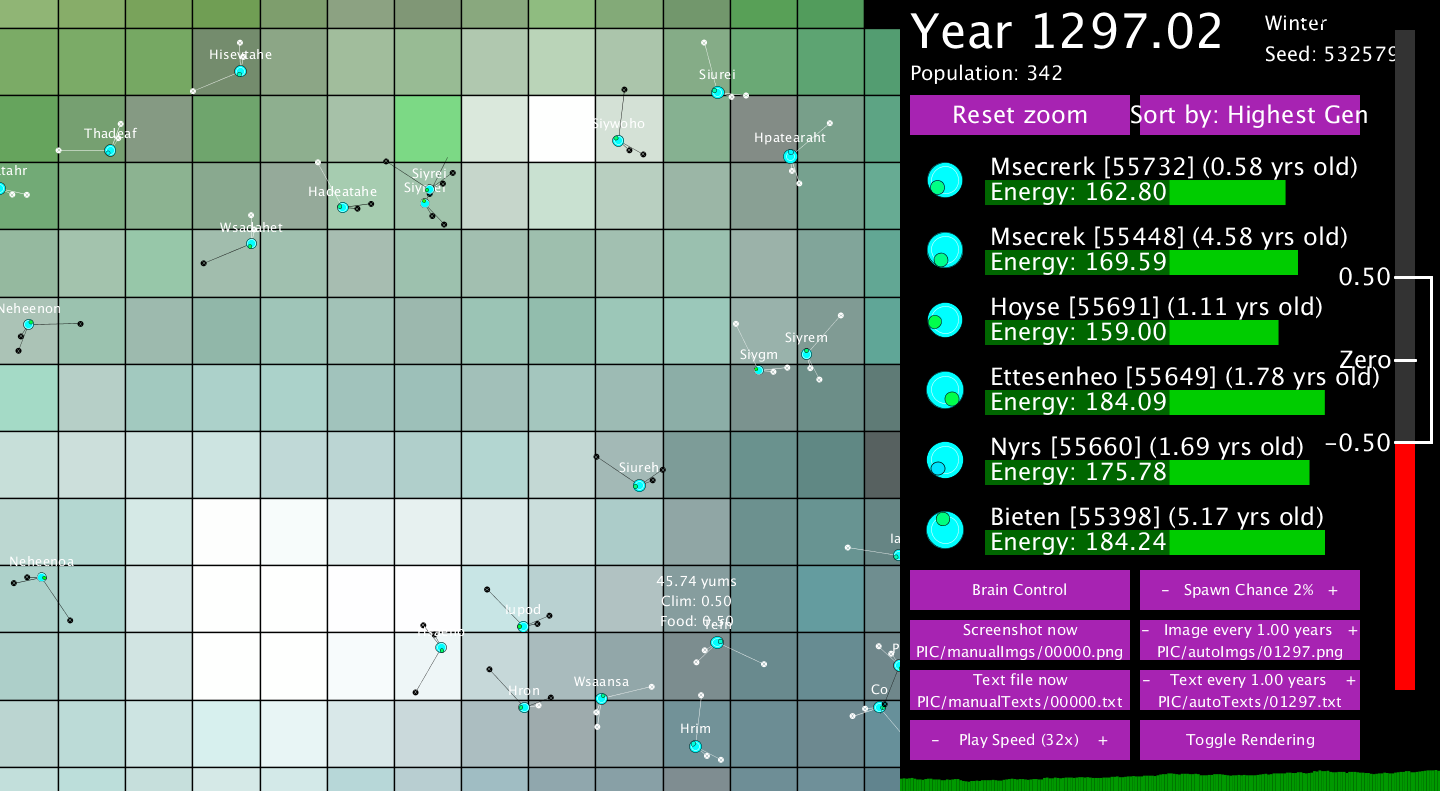 Year 1297.02
Winter
Seed: 532579
Population: 342
Reset zoom
Sort by: Highest Gen
Msecrerk [55732] (0.58 yrs old)
Energy: 162.80
Msecrek [55448] (4.58 yrs old)
Energy: 169.59
Hoyse [55691] (1.11 yrs old)
Energy: 159.00
Ettesenheo [55649] (1.78 yrs old)
Energy: 184.09
Nyrs [55660] (1.69 yrs old)
Energy: 175.78
Bieten [55398] (5.17 yrs old)
Energy: 184.24
0.50
Zero
−0.50
Brain Control
- Spawn Chance 2% +
Screenshot now
PIC/manualImgs/00000.png
- Image every 1.00 years +
PIC/autoImgs/01297.png
Text file now
PIC/manualTexts/00000.txt
- Text every 1.00 years +
PIC/autoTexts/01297.txt
- Play Speed (32x) +
Toggle Rendering
Hisevtahe
Siurei
Thadeaf
Siywoho
Hpatearaht
tahr
Siyrei
Hadeatahe
Wsadahet
Neheenon
Siyrem
Siygm
Siureh
Neheenoa
45.74 yums
Clim: 0.50
Food: 0.50
Iupod
Hron
Wsaansa
Co
Hrim